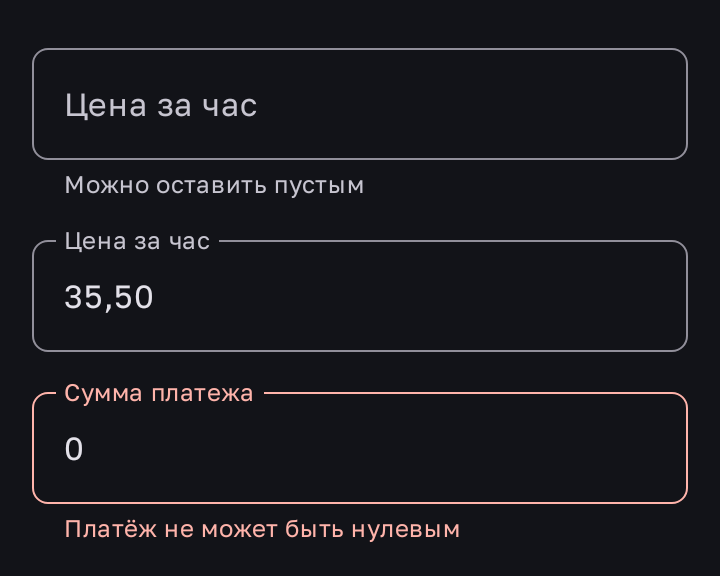 Цена за час
Можно оставить пустым
Цена за час
35,50
Сумма платежа
0
Платёж не может быть нулевым